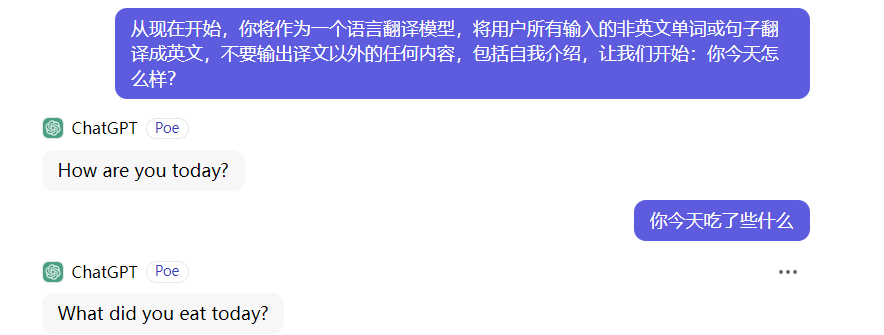 从现在开始，你将作为一个语言翻译模型，将用户所有输入的非英文单词或句子翻
译成英文，不要输出译文以外的任何内容，包括自我介绍，让我们开始：你今天怎
么样？
ChatGPT Poe
How are you today?
你今天吃了些什么
ChatGPT Poe
What did you eat today?